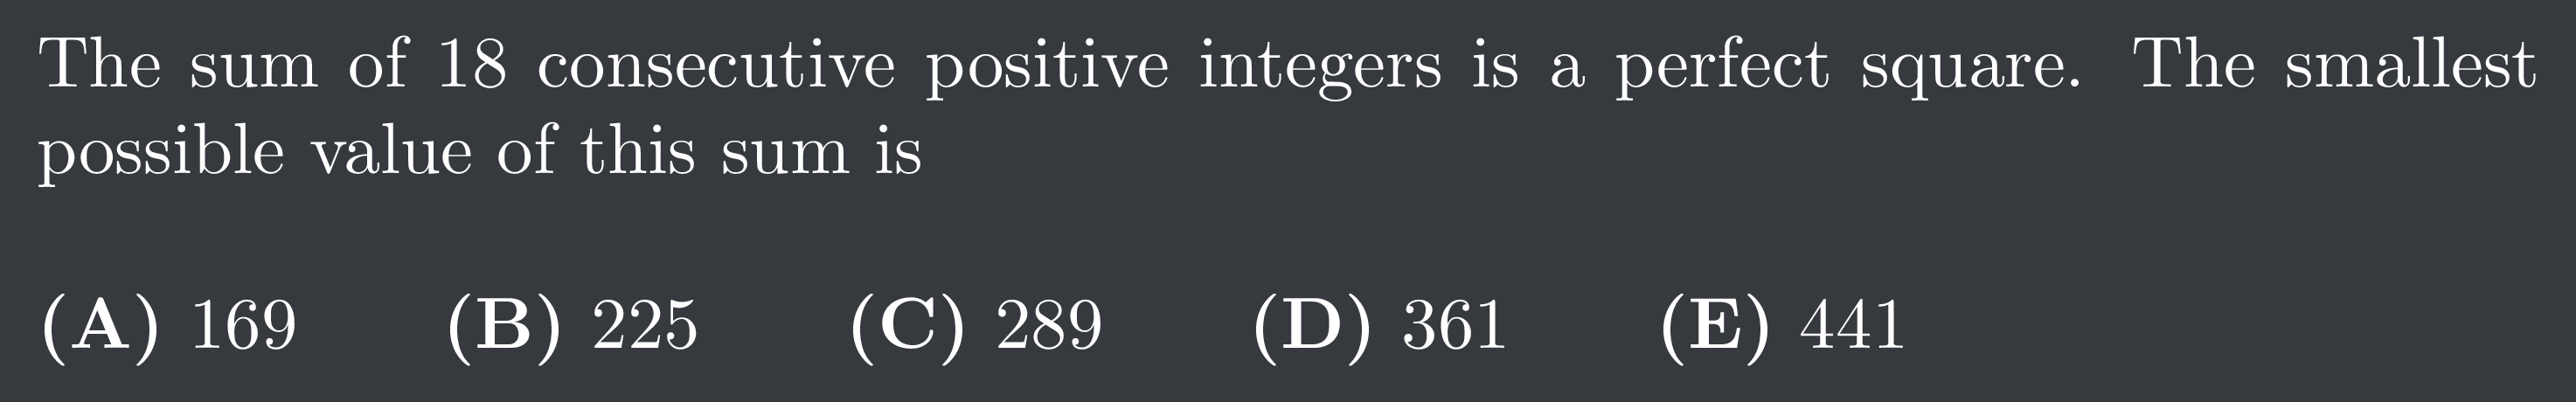 The sum of 18 consecutive positive integers is a perfect square. The smallest
possible value of this sum is
(A) 169 (B) 225 (C) 289 (D) 361 (E) 441